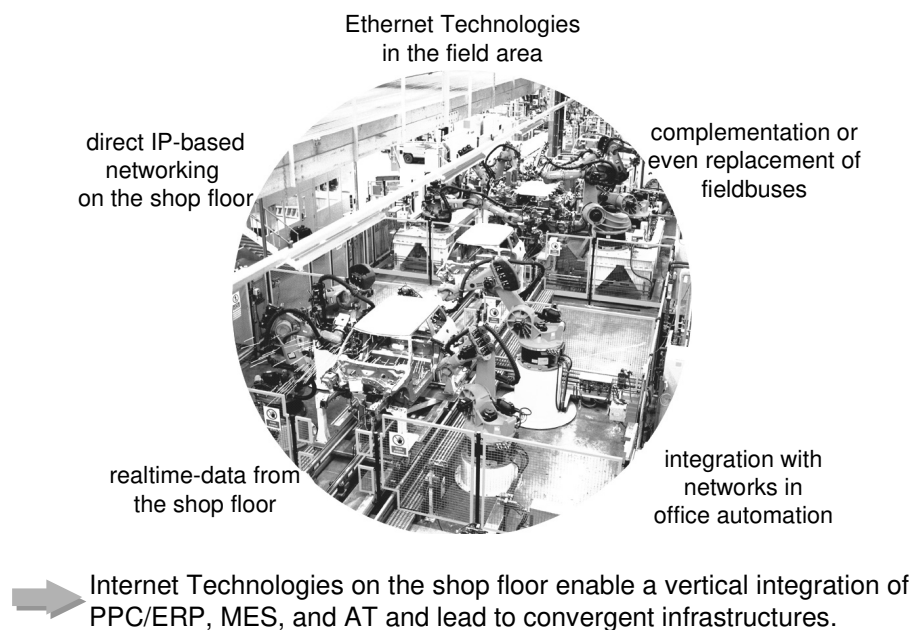 Ethernet Technologies
in the field area
direct IP-based
networking
on the shop floor
complementation or
even replacement of
fieldbuses
realtime-data from
the shop floor
integration with
networks in
office automation
Internet Technologies on the shop floor enable a vertical integration of
PPC/ERP, MES, and AT and lead to convergent infrastructures.